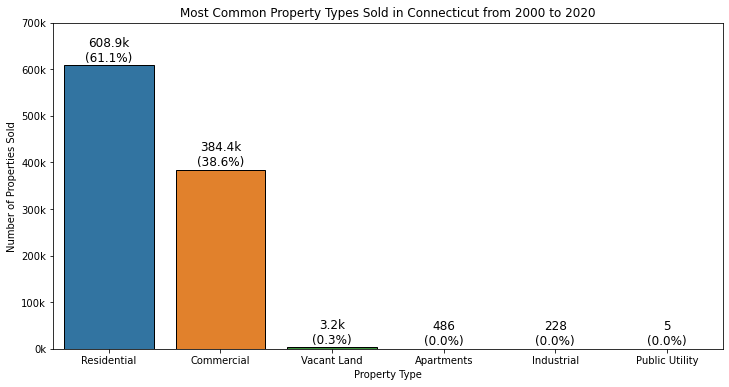 Most Common Property Types Sold in Connecticut from 2000 to 2020
700k
600k
500k
400k
300k
200k
100k
0k
Number of Properties Sold
608.9k
(61.1%)
384.4k
(38.6%)
3.2k
(0.3%)
486
(0.0%)
228
(0.0%)
5
(0.0%)
Residential
Commercial
Vacant Land
Apartments
Industrial
Public Utility
Property Type